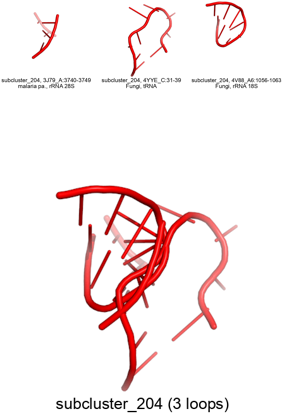 subcluster_204, 3J79_A:3740-3749
malaria pa., rRNA 28S
subcluster_204, 4YYE_C:31-39
Fungi, tRNA
subcluster_204, 4V88_A6:1056-1063
Fungi, rRNA 18S
subcluster_204 (3 loops)